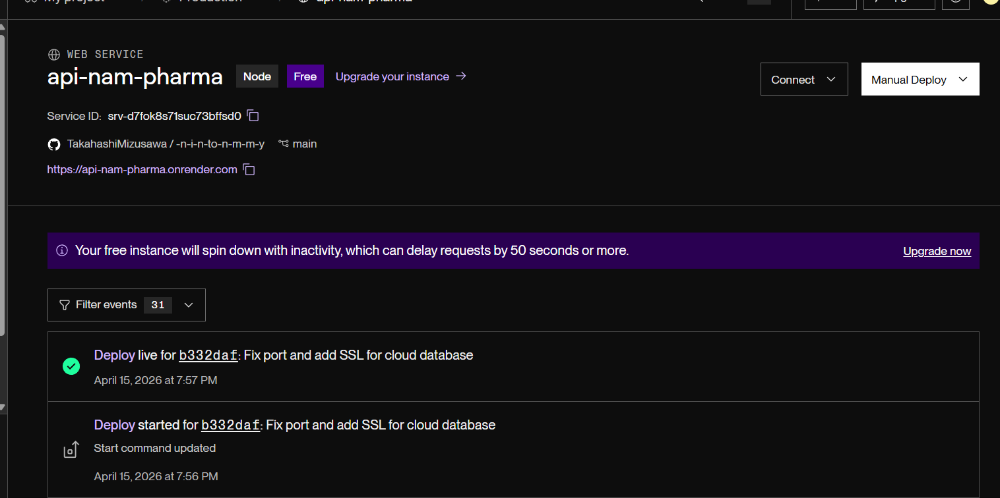 My project / Production / api-nam-pharma
WEB SERVICE
api-nam-pharma Node Free Upgrade your instance →
Connect Manual Deploy
Service ID: srv-d7fok8s71suc73bffsd0
TakahashiMizusawa / -n-i-n-to-n-m-m-y main
https://api-nam-pharma.onrender.com
Your free instance will spin down with inactivity, which can delay requests by 50 seconds or more. Upgrade now
Filter events 31
Deploy live for b332daf: Fix port and add SSL for cloud database
April 15, 2026 at 7:57 PM
Deploy started for b332daf: Fix port and add SSL for cloud database
Start command updated
April 15, 2026 at 7:56 PM